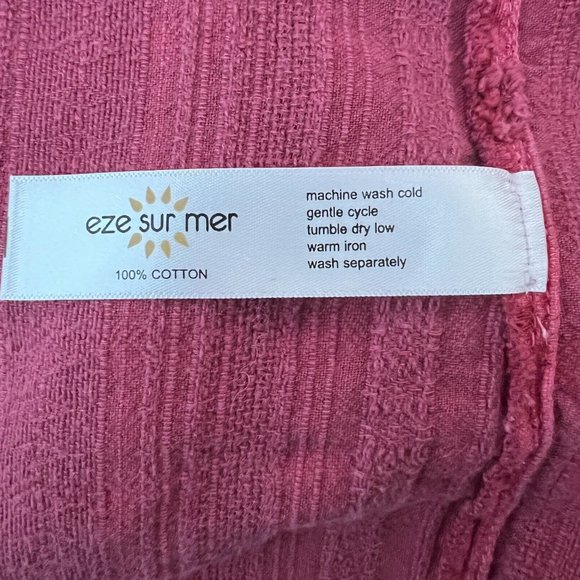 eze sur mer
100% COTTON
machine wash cold
gentle cycle
tumble dry low
warm iron
wash separately